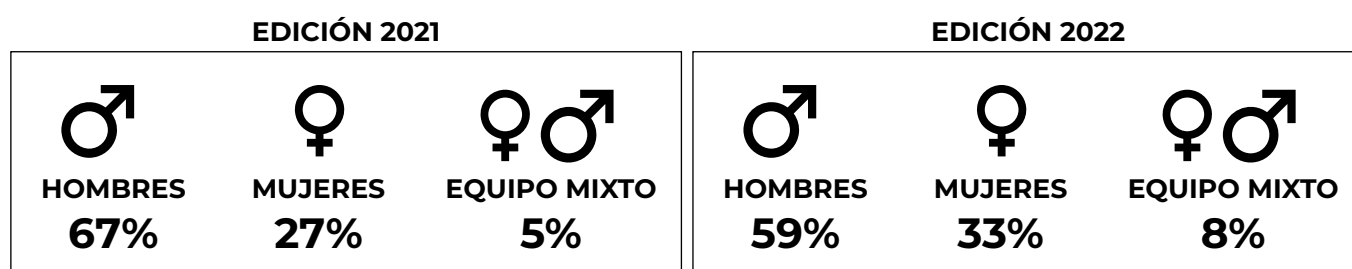 EDICIÓN 2021
HOMBRES MUJERES EQUIPO MIXTO
67% 27% 5%
EDICIÓN 2022
HOMBRES MUJERES EQUIPO MIXTO
59% 33% 8%